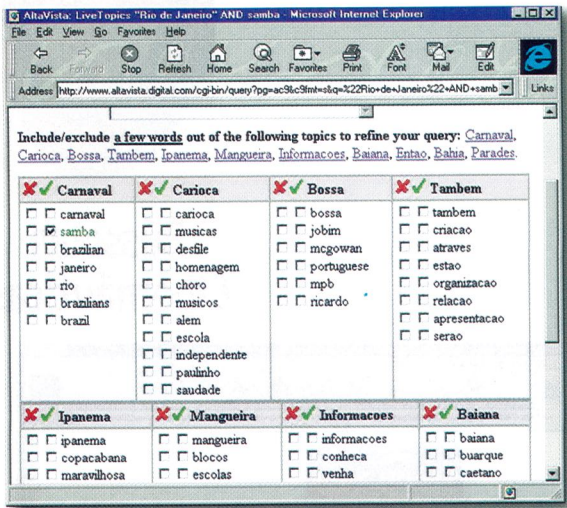 AltaVista: LiveTopics "Rio de Janeiro" AND samba - Microsoft Internet Explorer
File Edit View Go Favorites Help
Back Forward Stop Refresh Home Search Favorites Print Font Mail Edit
Address http://www.altavista.digital.com/cgi-bin/query?pg=ac9&c9fmt=s&q=%22Rio+de+Janeiro%22+AND+samb Links
Include/exclude a few words out of the following topics to refine your query: Carnaval,
Carioca, Bossa, Tambem, Ipanema, Mangueira, Informacoes, Baiana, Entao, Bahia, Parades.
Carnaval Carioca Bossa Tambem
carnaval carioca bossa tambem
samba musicas jobim criacao
brazilian desfile mcgowan atraves
janeiro homenagem portuguese estao
rio choro mpb organizacao
brazilians musicos ricardo relacao
brazil alem apresentacao
escola serao
independente
paulinho
saudade
Ipanema Mangueira Informacoes Baiana
ipanema mangueira informacoes baiana
copacabana blocos conheca buarque
maravilhosa escolas venha caetano